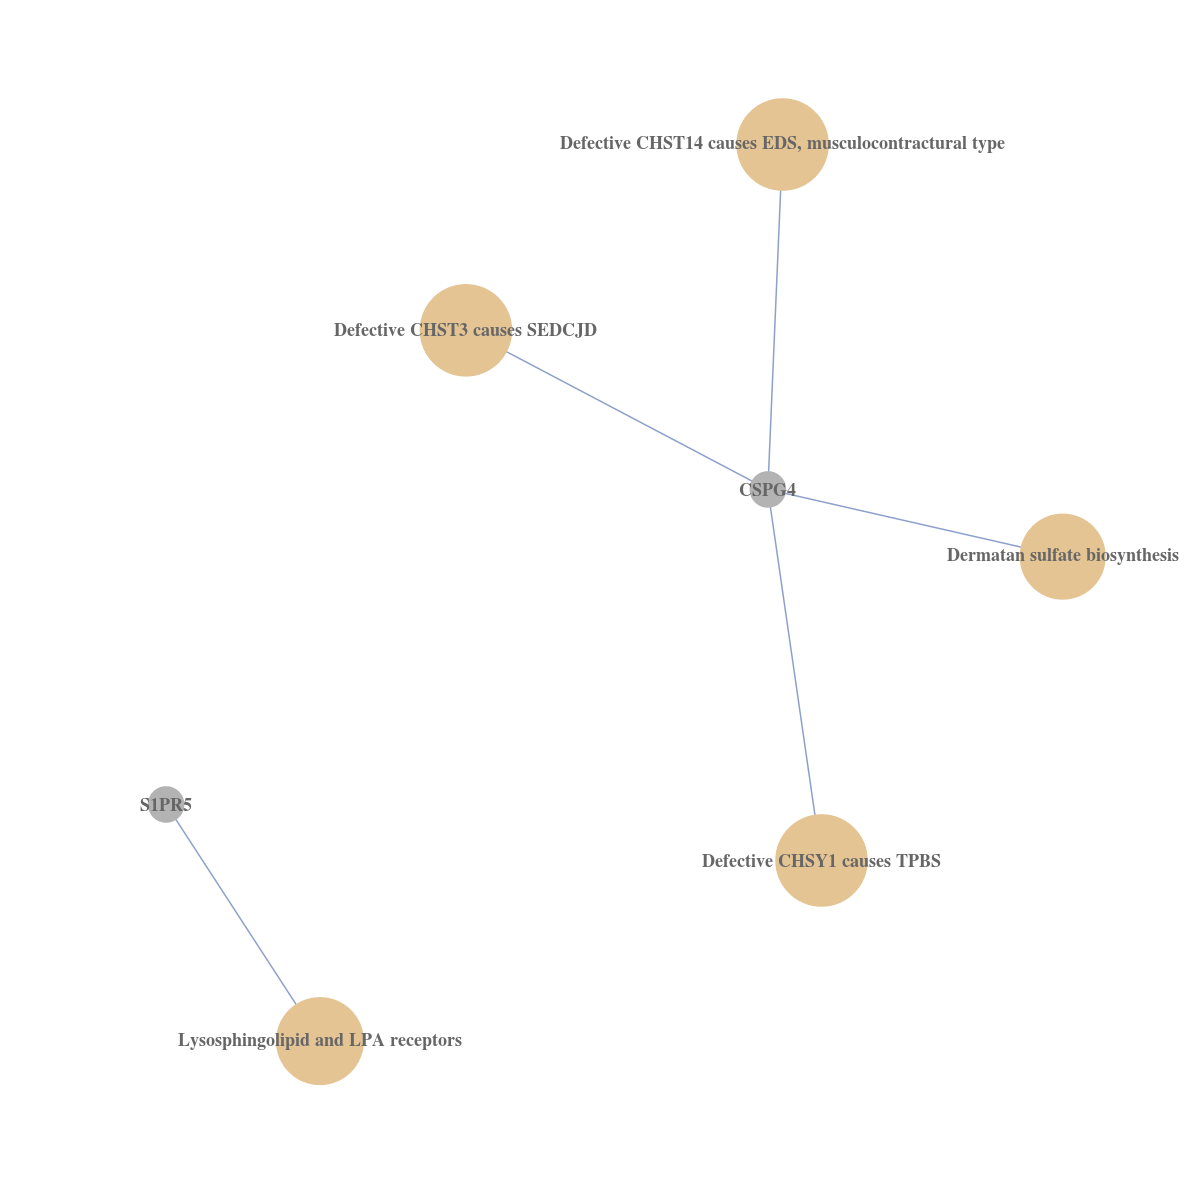 Defective CHST14 causes EDS, musculocontractural type
Defective CHST3 causes SEDCJD
CSPG4
Dermatan sulfate biosynthesis
S1PR5
Defective CHSY1 causes TPBS
Lysosphingolipid and LPA receptors